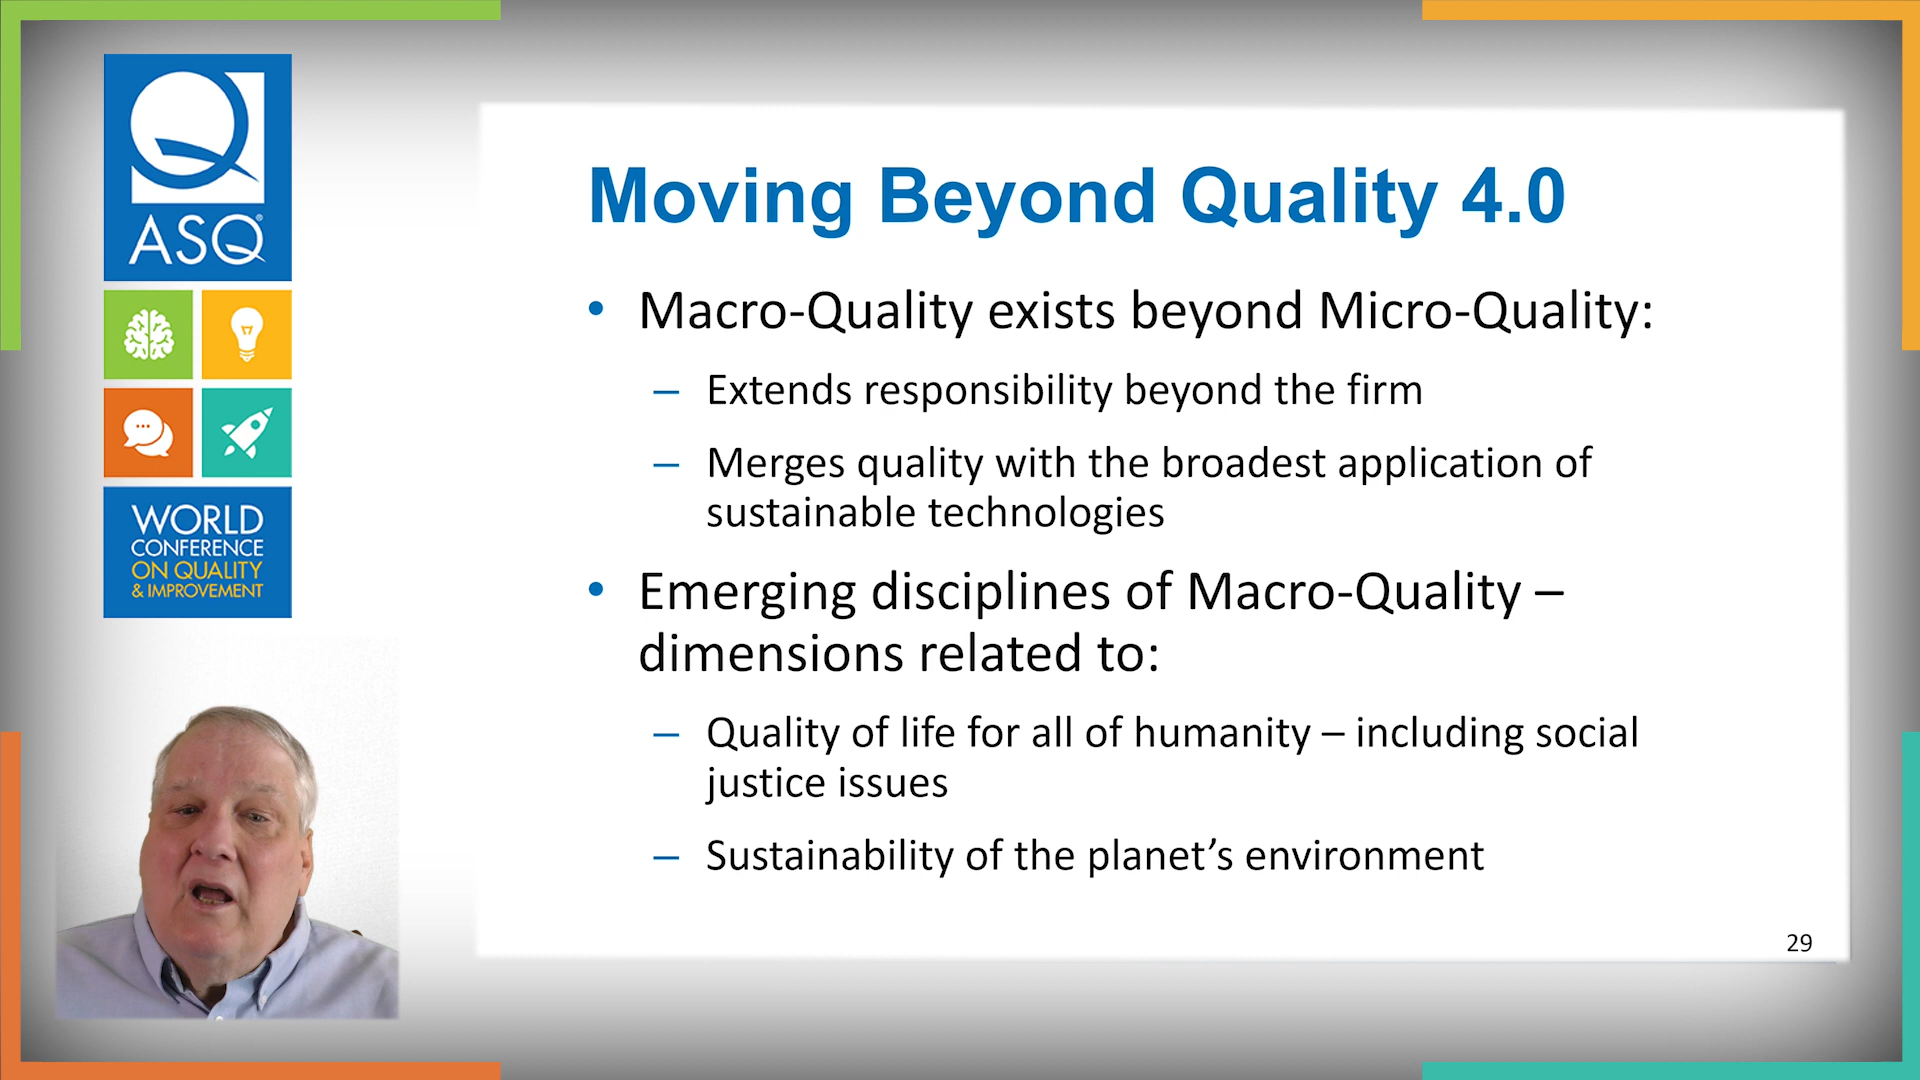 ASQ®
WORLD
CONFERENCE
ON QUALITY
& IMPROVEMENT
Moving Beyond Quality 4.0
• Macro-Quality exists beyond Micro-Quality:
– Extends responsibility beyond the firm
– Merges quality with the broadest application of
sustainable technologies
• Emerging disciplines of Macro-Quality –
dimensions related to:
– Quality of life for all of humanity – including social
justice issues
– Sustainability of the planet’s environment
29